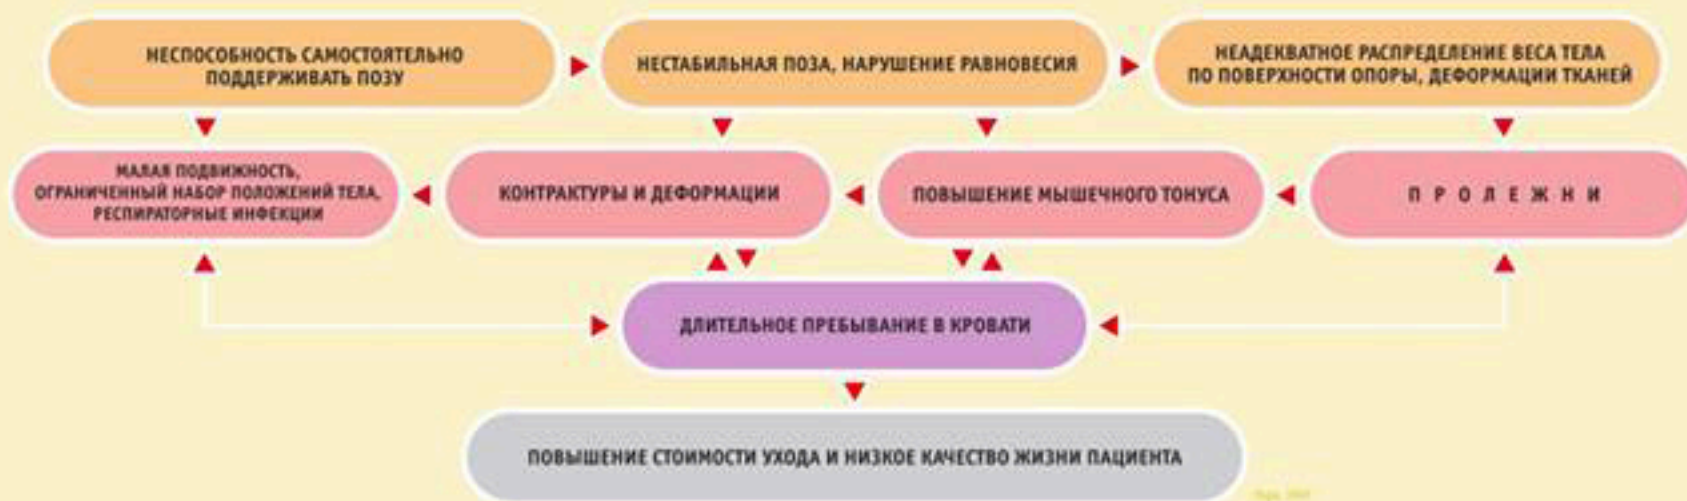 НЕСПОСОБНОСТЬ САМОСТОЯТЕЛЬНО
ПОДДЕРЖИВАТЬ ПОЗУ
НЕСТАБИЛЬНАЯ ПОЗА, НАРУШЕНИЕ РАВНОВЕСИЯ
НЕАДЕКВАТНОЕ РАСПРЕДЕЛЕНИЕ ВЕСА ТЕЛА
ПО ПОВЕРХНОСТИ ОПОРЫ, ДЕФОРМАЦИИ ТКАНЕЙ
МАЛАЯ ПОДВИЖНОСТЬ,
ОГРАНИЧЕННЫЙ НАБОР ПОЛОЖЕНИЙ ТЕЛА,
РЕСПИРАТОРНЫЕ ИНФЕКЦИИ
КОНТРАКТУРЫ И ДЕФОРМАЦИИ
ПОВЫШЕНИЕ МЫШЕЧНОГО ТОНУСА
П Р О Л Е Ж Н И
ДЛИТЕЛЬНОЕ ПРЕБЫВАНИЕ В КРОВАТИ
ПОВЫШЕНИЕ СТОИМОСТИ УХОДА И НИЗКОЕ КАЧЕСТВО ЖИЗНИ ПАЦИЕНТА